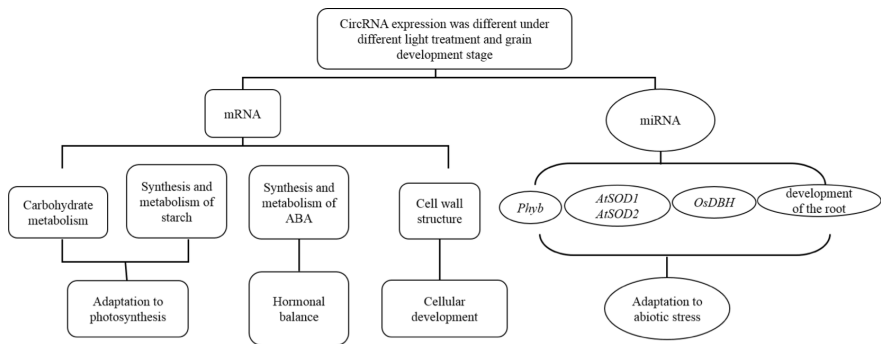 CircRNA expression was different under
different light treatment and grain
development stage
mRNA
miRNA
Carbohydrate
metabolism
Synthesis and
metabolism of
starch
Synthesis and
metabolism of
ABA
Cell wall
structure
Phyb
AtSOD1
AtSOD2
OsDBH
development
of the root
Adaptation to
photosynthesis
Hormonal
balance
Cellular
development
Adaptation to
abiotic stress